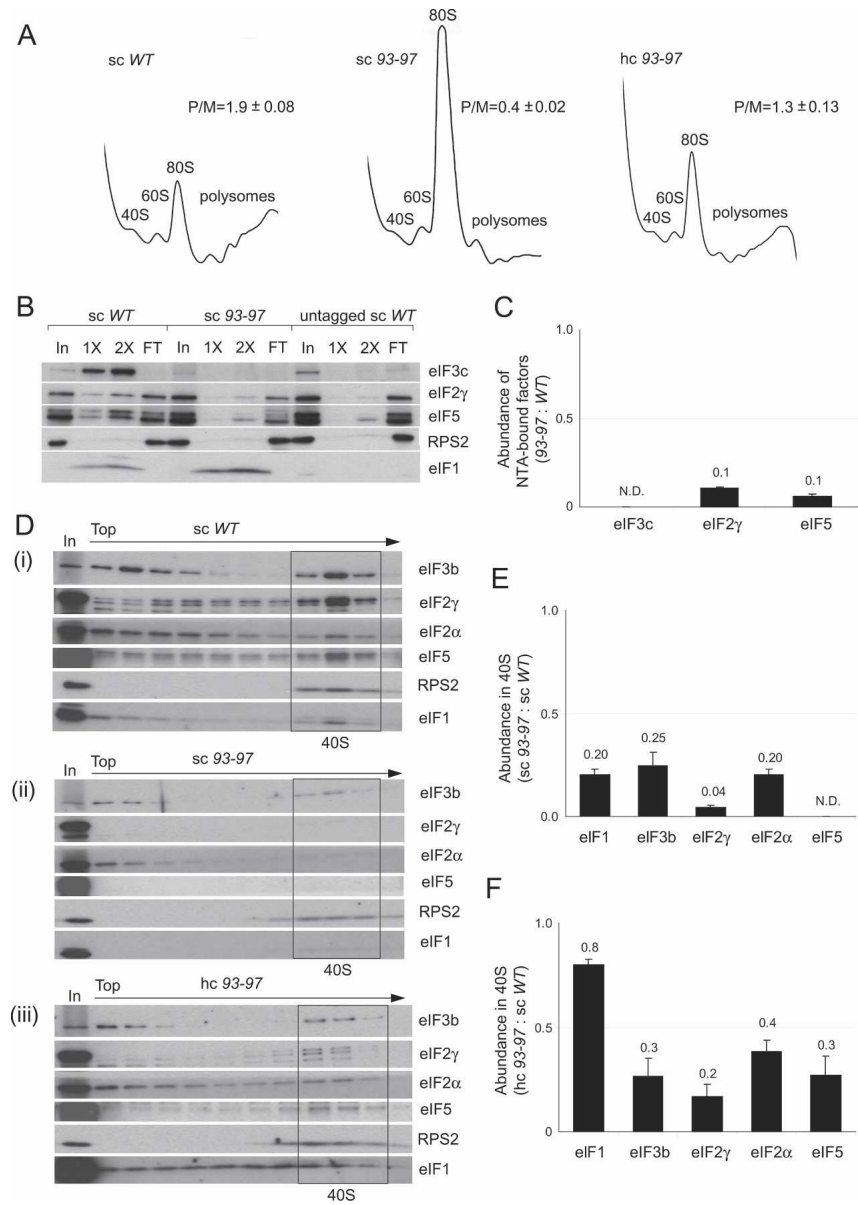 A
sc WT
P/M=1.9 ± 0.08
40S
60S
80S
polysomes
sc 93-97
P/M=0.4 ± 0.02
40S
60S
80S
polysomes
hc 93-97
P/M=1.3 ± 0.13
40S
60S
80S
polysomes
B
sc WT sc 93-97 untagged sc WT
In 1X 2X FT In 1X 2X FT In 1X 2X FT
eIF3c
eIF2γ
eIF5
RPS2
eIF1
C
Abundance of
NTA-bound factors
(93-97 : WT)
1.0
0.5
0
N.D.
0.1
0.1
eIF3c eIF2γ eIF5
D
(i)
In Top sc WT
eIF3b
eIF2γ
eIF2α
eIF5
RPS2
eIF1
40S
(ii)
In Top sc 93-97
eIF3b
eIF2γ
eIF2α
eIF5
RPS2
eIF1
40S
(iii)
In Top hc 93-97
eIF3b
eIF2γ
eIF2α
eIF5
RPS2
eIF1
40S
E
Abundance in 40S
(sc 93-97 : sc WT)
1.0
0.5
0.0
0.20
0.25
0.04
0.20
N.D.
eIF1 eIF3b eIF2γ eIF2α eIF5
F
Abundance in 40S
(hc 93-97 : sc WT)
1.0
0.5
0
0.8
0.3
0.2
0.4
0.3
eIF1 eIF3b eIF2γ eIF2α eIF5